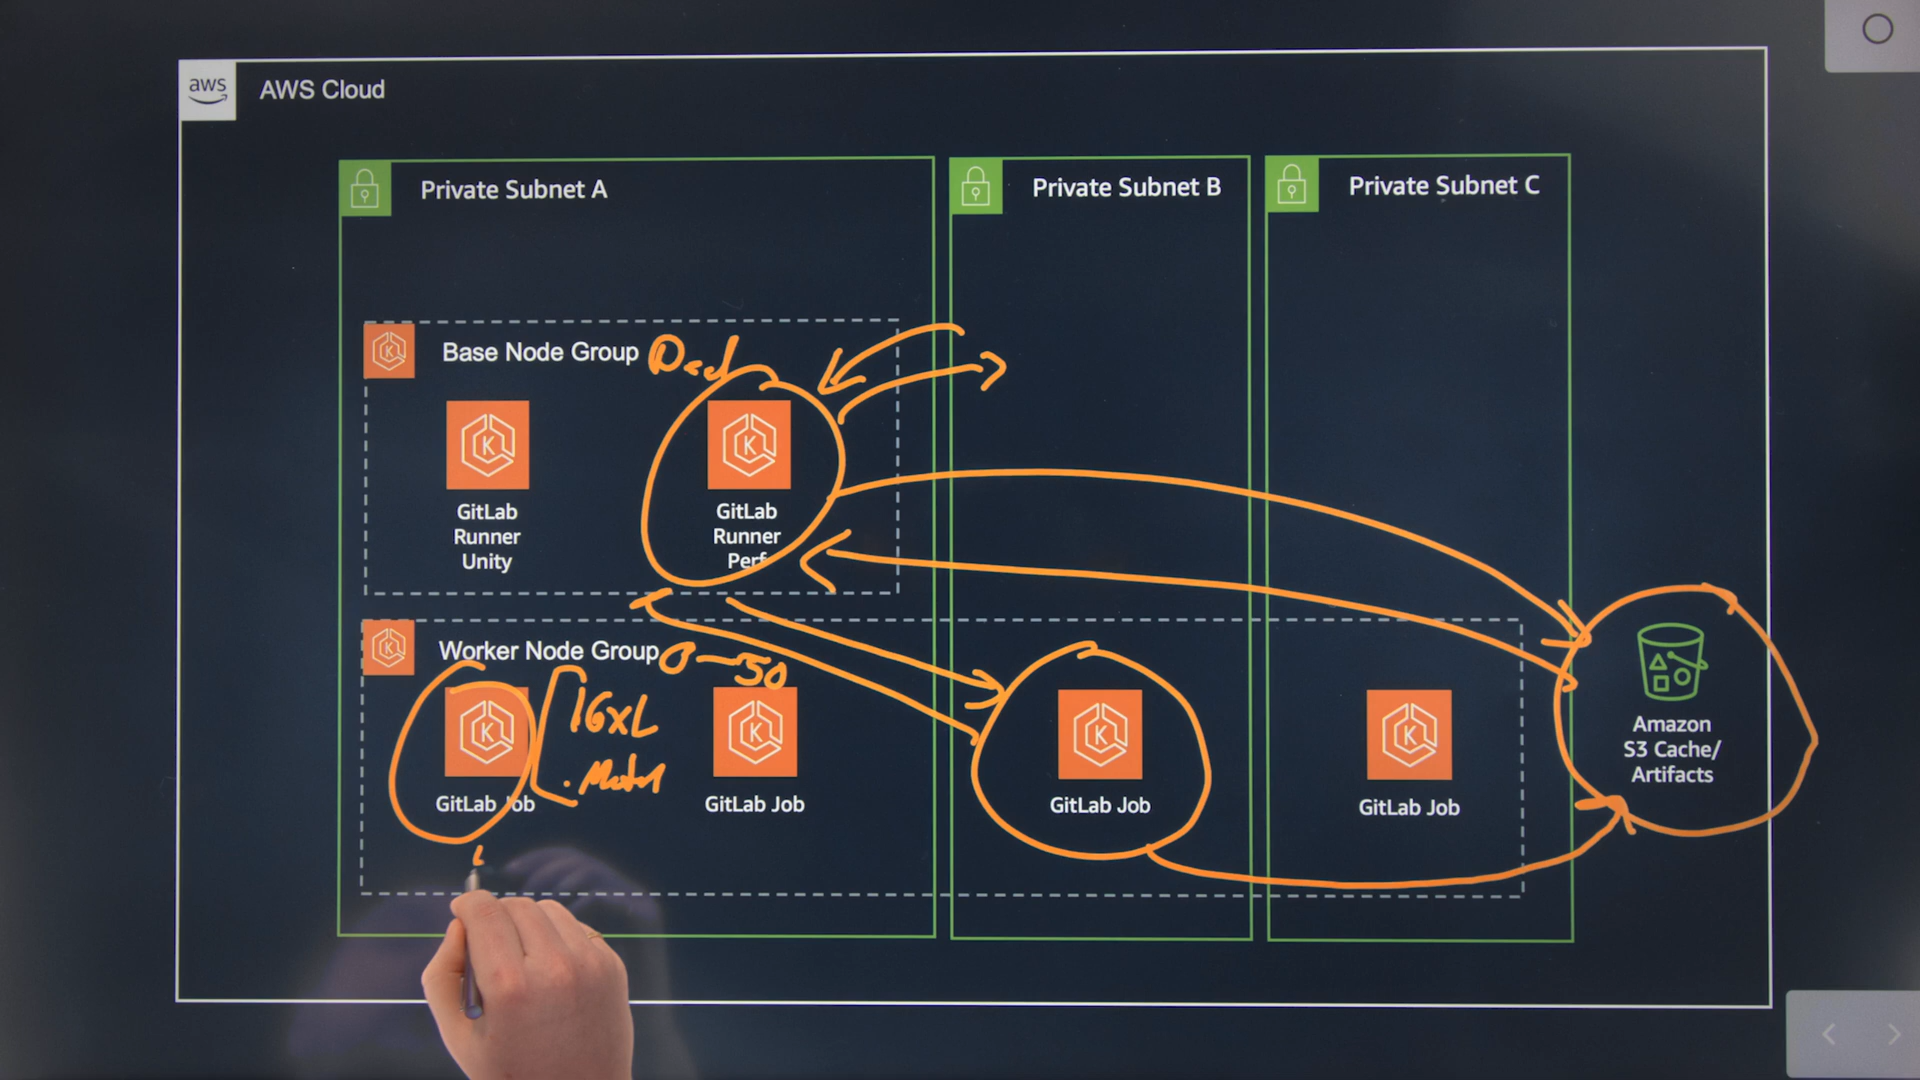 aws
AWS Cloud
Private Subnet A
Private Subnet B
Private Subnet C
Base Node Group
GitLab
Runner
Unity
GitLab
Runner
Perf
Worker Node Group 0-50
16xL
GitLab Job
GitLab Job
GitLab Job
GitLab Job
Amazon
S3 Cache/
Artifacts